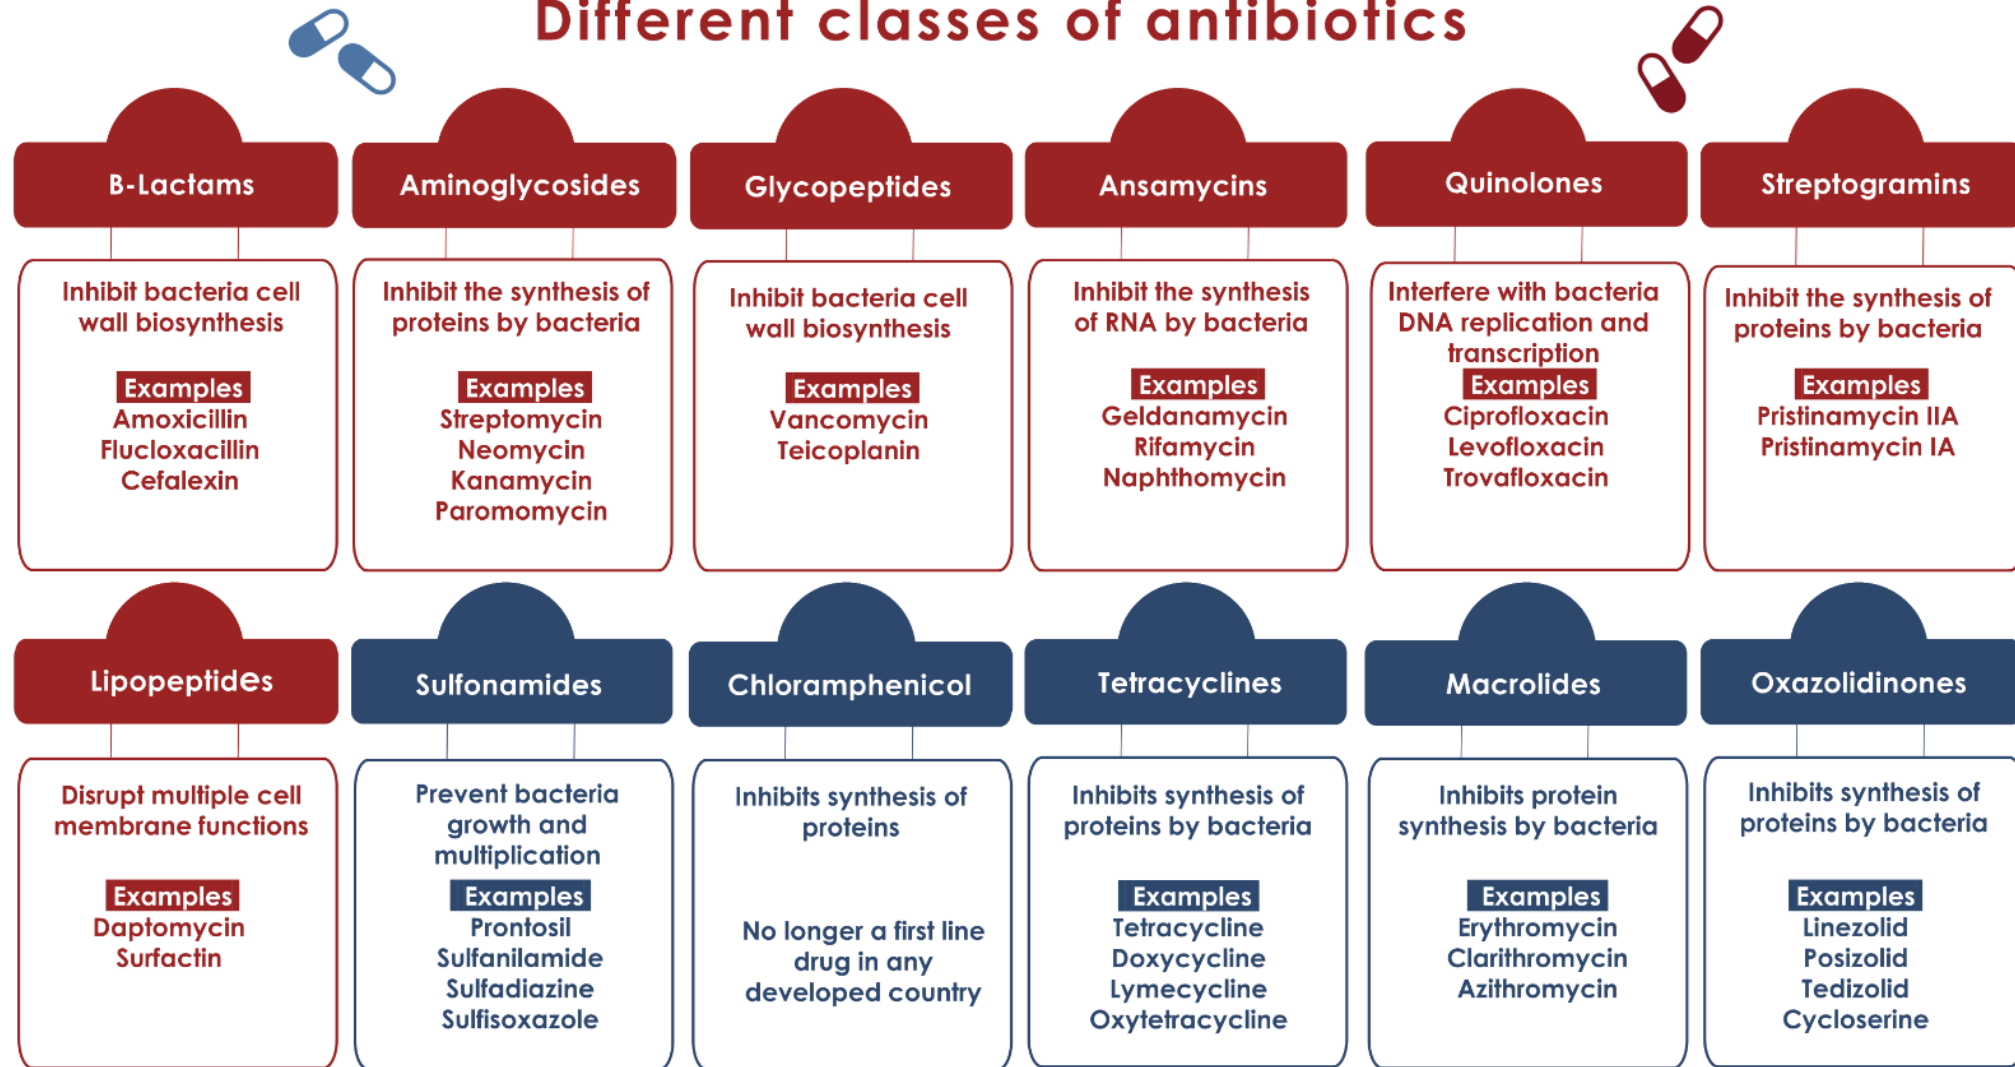 Different classes of antibiotics
B-Lactams
Inhibit bacteria cell
wall biosynthesis
Examples
Amoxicillin
Flucloxacillin
Cefalexin
Aminoglycosides
Inhibit the synthesis of
proteins by bacteria
Examples
Streptomycin
Neomycin
Kanamycin
Paromomycin
Glycopeptides
Inhibit bacteria cell
wall biosynthesis
Examples
Vancomycin
Teicoplanin
Ansamycins
Inhibit the synthesis
of RNA by bacteria
Examples
Geldanamycin
Rifamycin
Naphthomycin
Quinolones
Interfere with bacteria
DNA replication and
transcription
Examples
Ciprofloxacin
Levofloxacin
Trovafloxacin
Streptogramins
Inhibit the synthesis of
proteins by bacteria
Examples
Pristinamycin IIA
Pristinamycin IA
Lipopeptides
Disrupt multiple cell
membrane functions
Examples
Daptomycin
Surfactin
Sulfonamides
Prevent bacteria
growth and
multiplication
Examples
Prontosil
Sulfanilamide
Sulfadiazine
Sulfisoxazole
Chloramphenicol
Inhibits synthesis of
proteins
No longer a first line
drug in any
developed country
Tetracyclines
Inhibits synthesis of
proteins by bacteria
Examples
Tetracycline
Doxycycline
Lymecycline
Oxytetracycline
Macrolides
Inhibits protein
synthesis by bacteria
Examples
Erythromycin
Clarithromycin
Azithromycin
Oxazolidinones
Inhibits synthesis of
proteins by bacteria
Examples
Linezolid
Posizolid
Tedizolid
Cycloserine